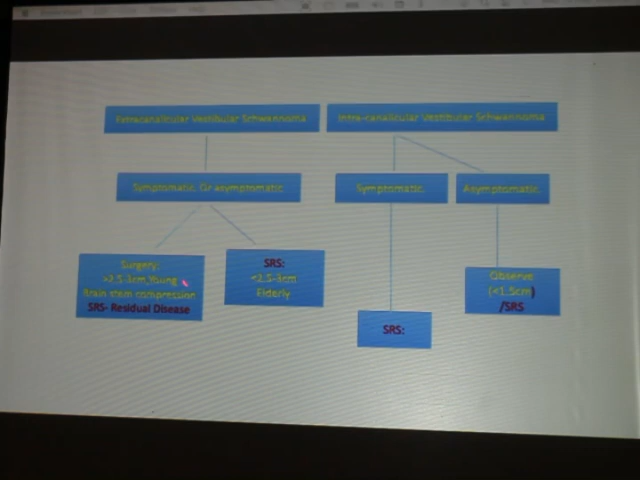 Extracanalicular Vestibular Schwannoma
Intra-canalicular Vestibular Schwannoma
Symptomatic Or asymptomatic
Symptomatic
Asymptomatic
Surgery:
>2.5-3cm,Young
Brain stem compression
SRS- Residual Disease
SRS:
<2.5-3cm
Elderly
SRS:
Observe
(<1.5cm)
/SRS